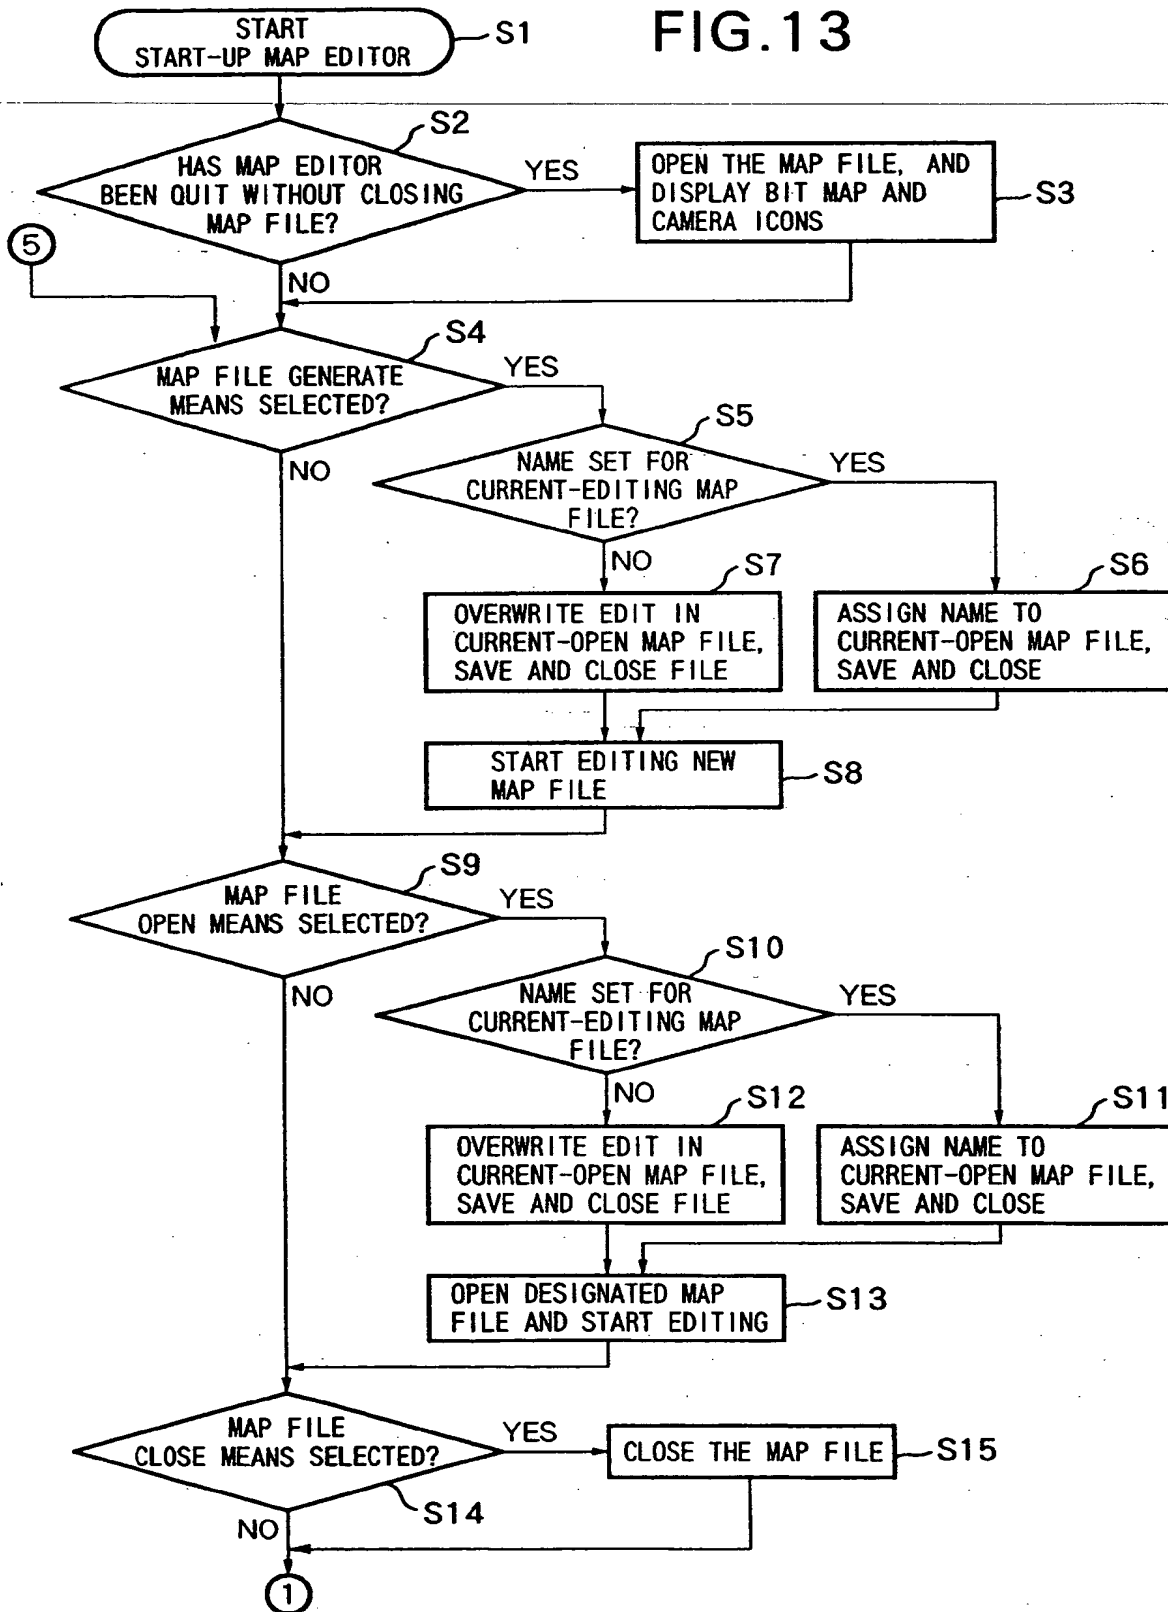 FIG.13
START
START-UP MAP EDITOR
S1
S2
HAS MAP EDITOR
BEEN QUIT WITHOUT CLOSING
MAP FILE?
YES
OPEN THE MAP FILE, AND
DISPLAY BIT MAP AND
CAMERA ICONS
S3
5
NO
S4
MAP FILE GENERATE
MEANS SELECTED?
YES
NO
S5
NAME SET FOR
CURRENT-EDITING MAP
FILE?
YES
NO
S7
OVERWRITE EDIT IN
CURRENT-OPEN MAP FILE,
SAVE AND CLOSE FILE
S6
ASSIGN NAME TO
CURRENT-OPEN MAP FILE,
SAVE AND CLOSE
START EDITING NEW
MAP FILE
S8
S9
MAP FILE
OPEN MEANS SELECTED?
YES
NO
S10
NAME SET FOR
CURRENT-EDITING MAP
FILE?
YES
NO
S12
OVERWRITE EDIT IN
CURRENT-OPEN MAP FILE,
SAVE AND CLOSE FILE
S11
ASSIGN NAME TO
CURRENT-OPEN MAP FILE,
SAVE AND CLOSE
OPEN DESIGNATED MAP
FILE AND START EDITING
S13
MAP FILE
CLOSE MEANS SELECTED?
YES
CLOSE THE MAP FILE
S15
S14
NO
1